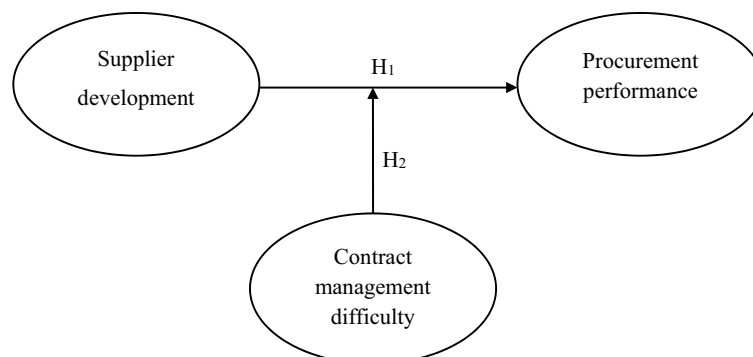 Supplier
development
H1
Procurement
performance
H2
Contract
management
difficulty